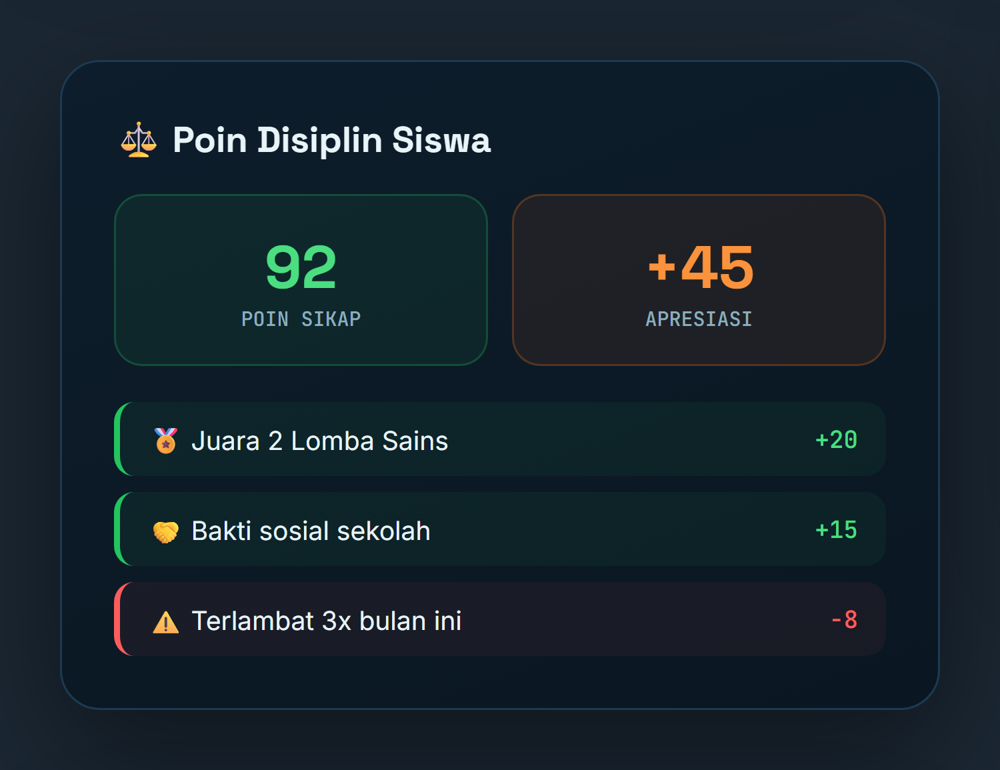 Poin Disiplin Siswa
92
POIN SIKAP
+45
APRESIASI
Juara 2 Lomba Sains +20
Bakti sosial sekolah +15
Terlambat 3x bulan ini -8